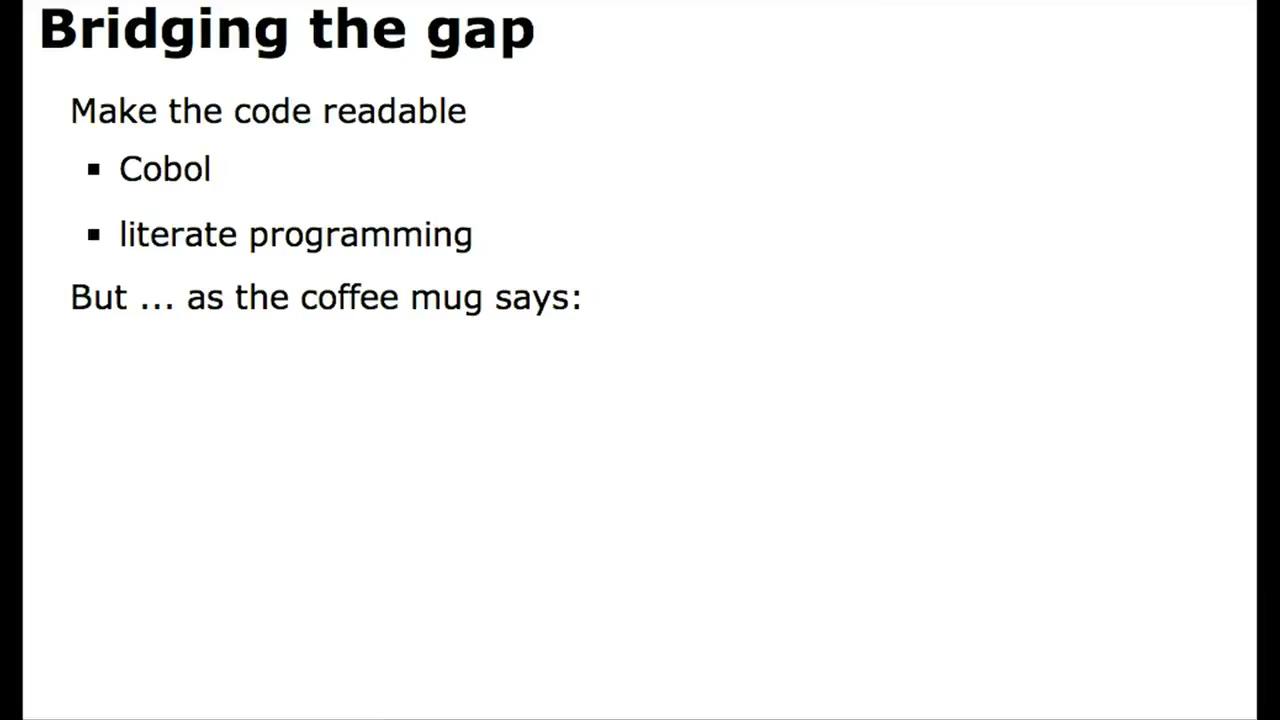 Bridging the gap
Make the code readable
▪ Cobol
▪ literate programming
But ... as the coffee mug says: